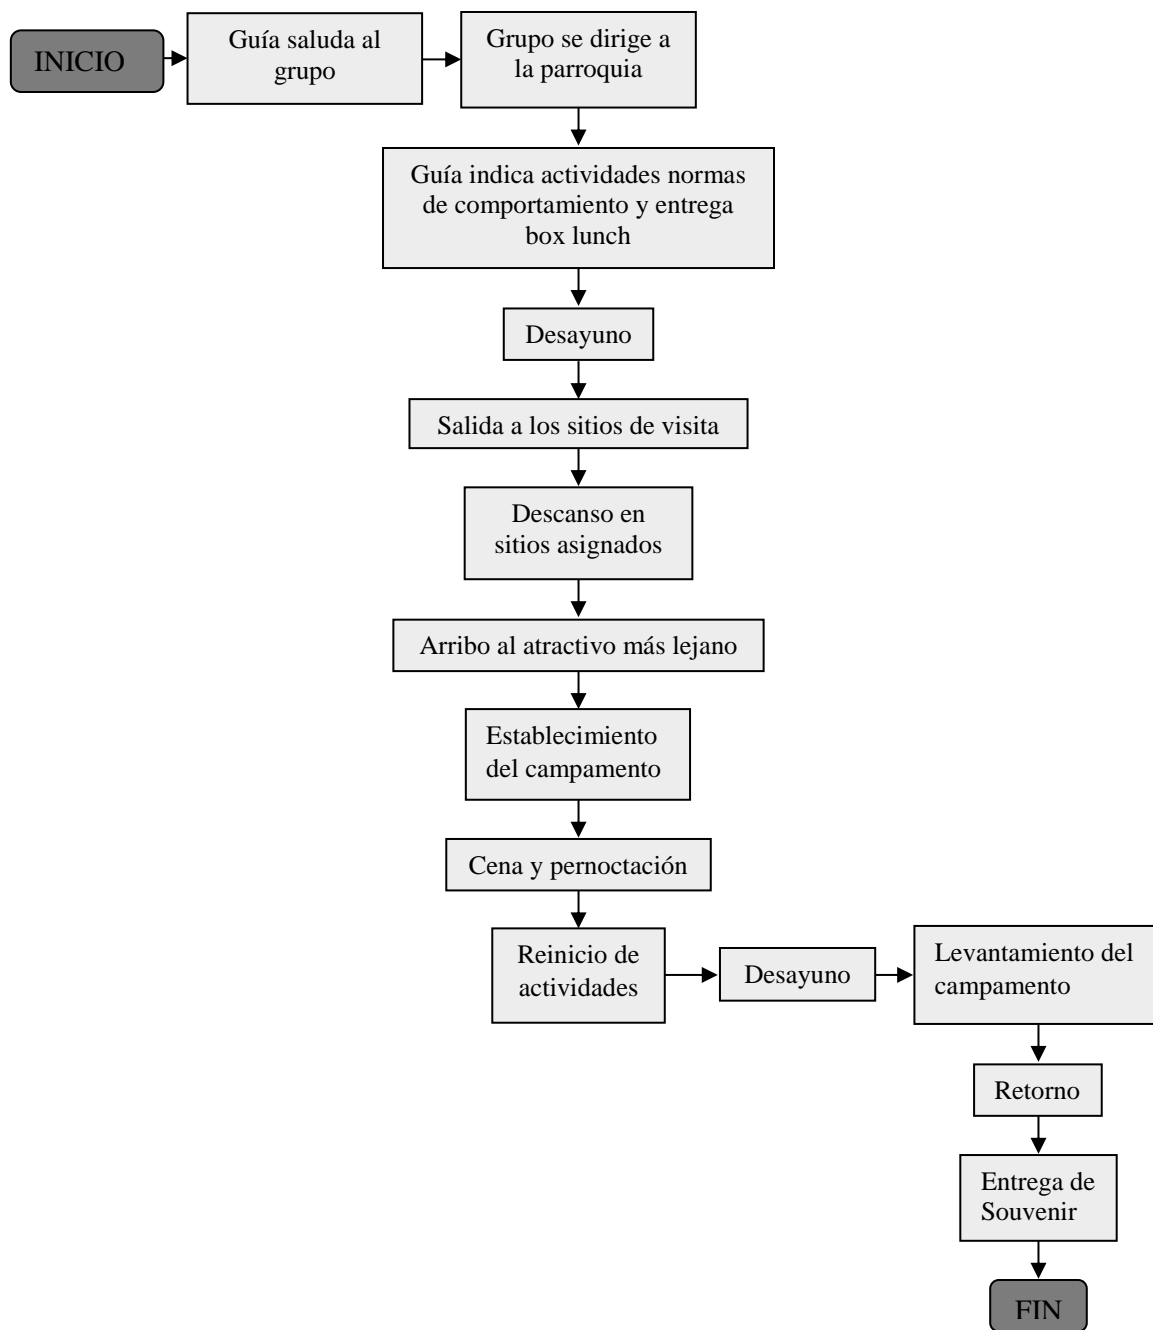 INICIO
Guía saluda al
grupo
Grupo se dirige a
la parroquia
Guía indica actividades normas
de comportamiento y entrega
box lunch
Desayuno
Salida a los sitios de visita
Descanso en
sitios asignados
Arribo al atractivo más lejano
Establecimiento
del campamento
Cena y pernoctación
Reinicio de
actividades
Desayuno
Levantamiento del
campamento
Retorno
Entrega de
Souvenir
FIN